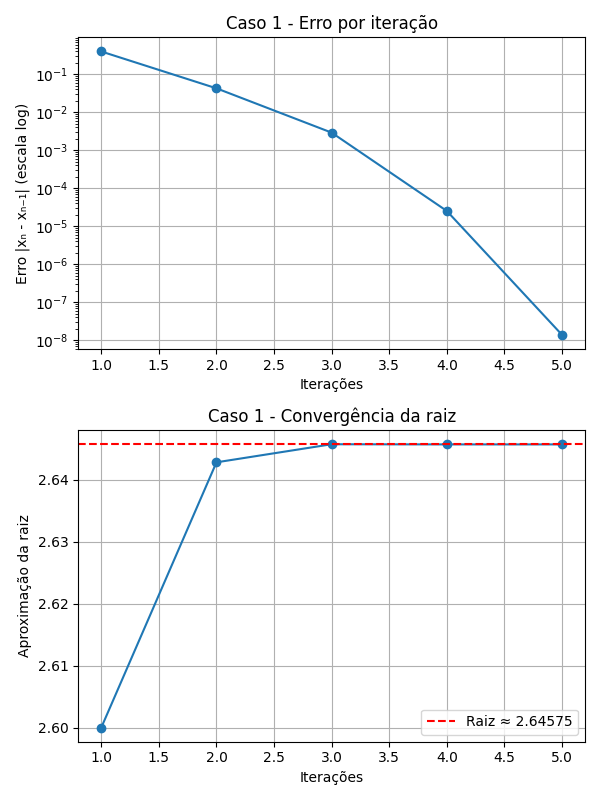 Caso 1 - Erro por iteração
Erro |xₙ - xₙ₋₁| (escala log)
10⁻¹
10⁻²
10⁻³
10⁻⁴
10⁻⁵
10⁻⁶
10⁻⁷
10⁻⁸
1.0 1.5 2.0 2.5 3.0 3.5 4.0 4.5 5.0
Iterações
Caso 1 - Convergência da raiz
Aproximação da raiz
2.64
2.63
2.62
2.61
2.60
Raiz ≈ 2.64575
1.0 1.5 2.0 2.5 3.0 3.5 4.0 4.5 5.0
Iterações